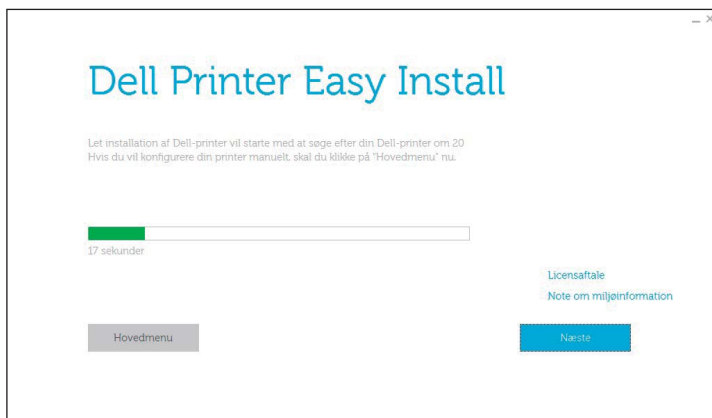 Dell Printer Easy Install
Let installation af Dell-printer vil starte med at søge efter din Dell-printer om 20
Hvis du vil konfigurere din printer manuelt, skal du klikke på "Hovedmenu" nu.
17 sekunder
Licensaftale
Note om miljøinformation
Hovedmenu
Næste